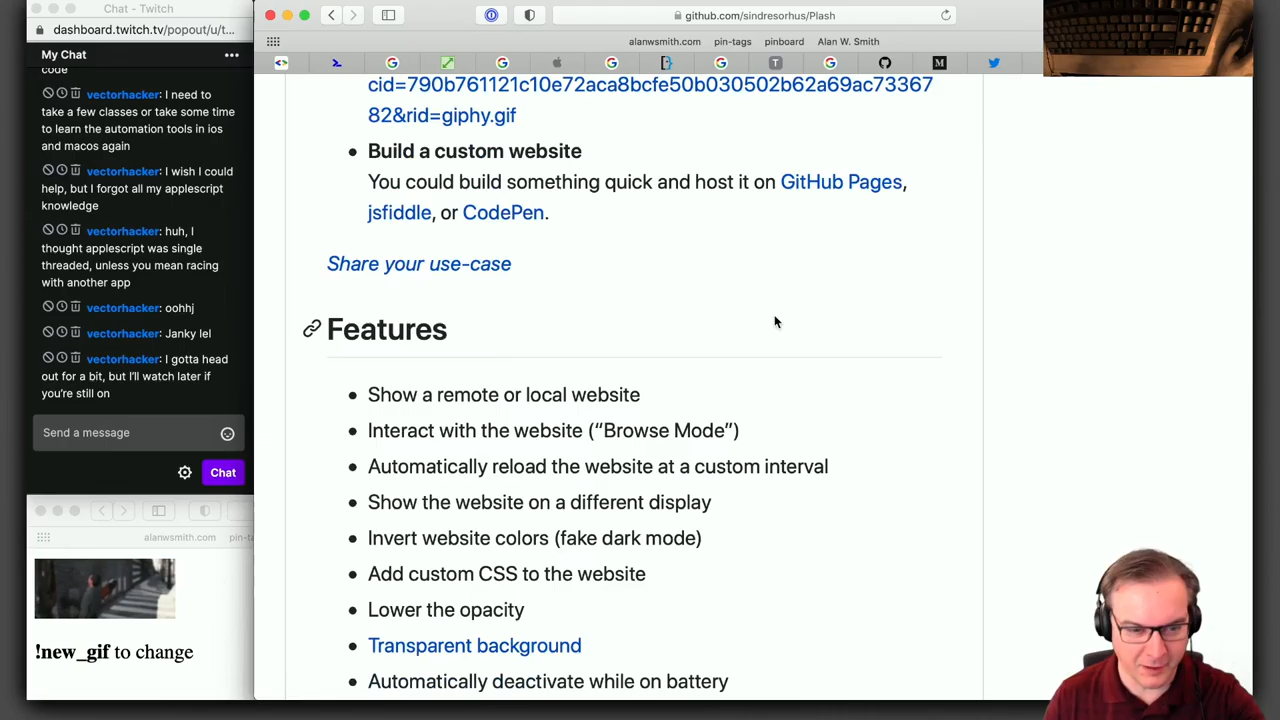 Chat - Twitch
dashboard.twitch.tv/popout/u/t...
My Chat
code
vectorhacker: I need to
take a few classes or take some time
to learn the automation tools in ios
and macos again
vectorhacker: I wish I could
help, but I forgot all my applescript
knowledge
vectorhacker: huh, I
thought applescript was single
threaded, unless you mean racing
with another app
vectorhacker: oohhj
vectorhacker: Janky lel
vectorhacker: I gotta head
out for a bit, but I'll watch later if
you're still on
Send a message
Chat
alanwsmith.com pin-ta
!new_gif to change
github.com/sindresorhus/Plash
alanwsmith.com pin-tags pinboard Alan W. Smith
cid=790b761121c10e72aca8bcfe50b030502b62a69ac73367
82&rid=giphy.gif
• Build a custom website
You could build something quick and host it on GitHub Pages,
jsfiddle, or CodePen.
Share your use-case
Features
• Show a remote or local website
• Interact with the website (“Browse Mode”)
• Automatically reload the website at a custom interval
• Show the website on a different display
• Invert website colors (fake dark mode)
• Add custom CSS to the website
• Lower the opacity
• Transparent background
• Automatically deactivate while on battery